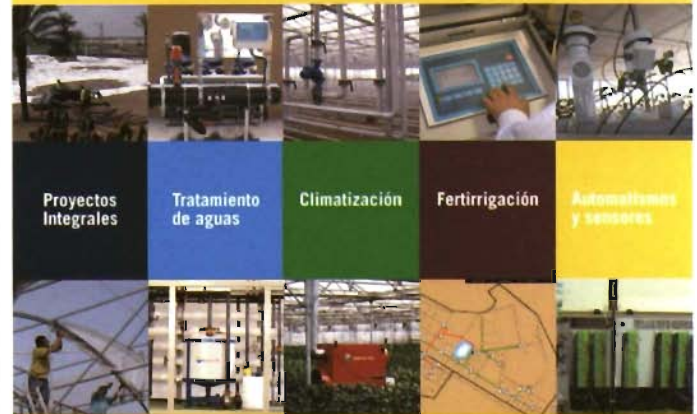 Proyectos
Integrales
Tratamiento
de aguas
Climatización
Fertirrigación
Automatismos
y sensores